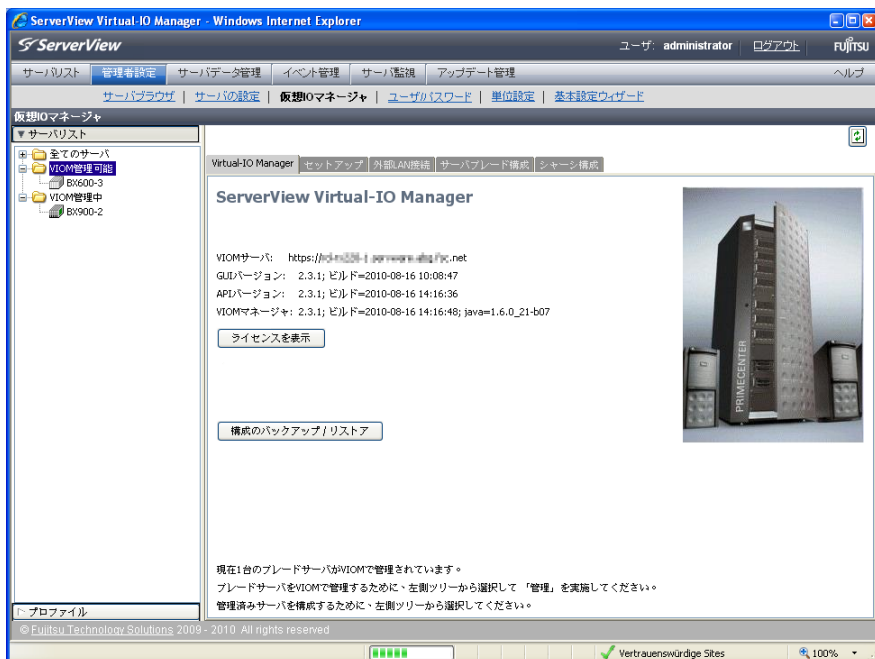 ServerView Virtual-IO Manager - Windows Internet Explorer
ServerView
ユーザ: administrator ログアウト FUJITSU
サーバリスト 管理者設定 サーバデータ管理 イベント管理 サーバ監視 アップデート管理 ヘルプ
サーバブラウザ | サーバの設定 | 仮想IOマネージャ | ユーザ/パスワード | 単位設定 | 基本設定ウィザード
仮想IOマネージャ
▼サーバリスト
全てのサーバ
VIOM管理可能
BX600-3
VIOM管理中
BX900-2
Virtual-IO Manager セットアップ 外部LAN接続 サーバブレード構成 シャーシ構成
ServerView Virtual-IO Manager
VIOMサーバ: https:// .net
GUIバージョン: 2.3.1; ビルド=2010-08-16 10:08:47
APIバージョン: 2.3.1; ビルド=2010-08-16 14:16:36
VIOMマネージャ: 2.3.1; ビルド=2010-08-16 14:16:48; java=1.6.0_21-b07
ライセンスを表示
構成のバックアップ / リストア
PRIMECENTER
現在1台のブレードサーバがVIOMで管理されています。
ブレードサーバをVIOMで管理するために、左側ツリーから選択して 「管理」を実施してください。
管理済みサーバを構成するために、左側ツリーから選択してください。
▷プロファイル
© Fujitsu Technology Solutions 2009 - 2010 All rights reserved
Vertrauenswürdige Sites 100%